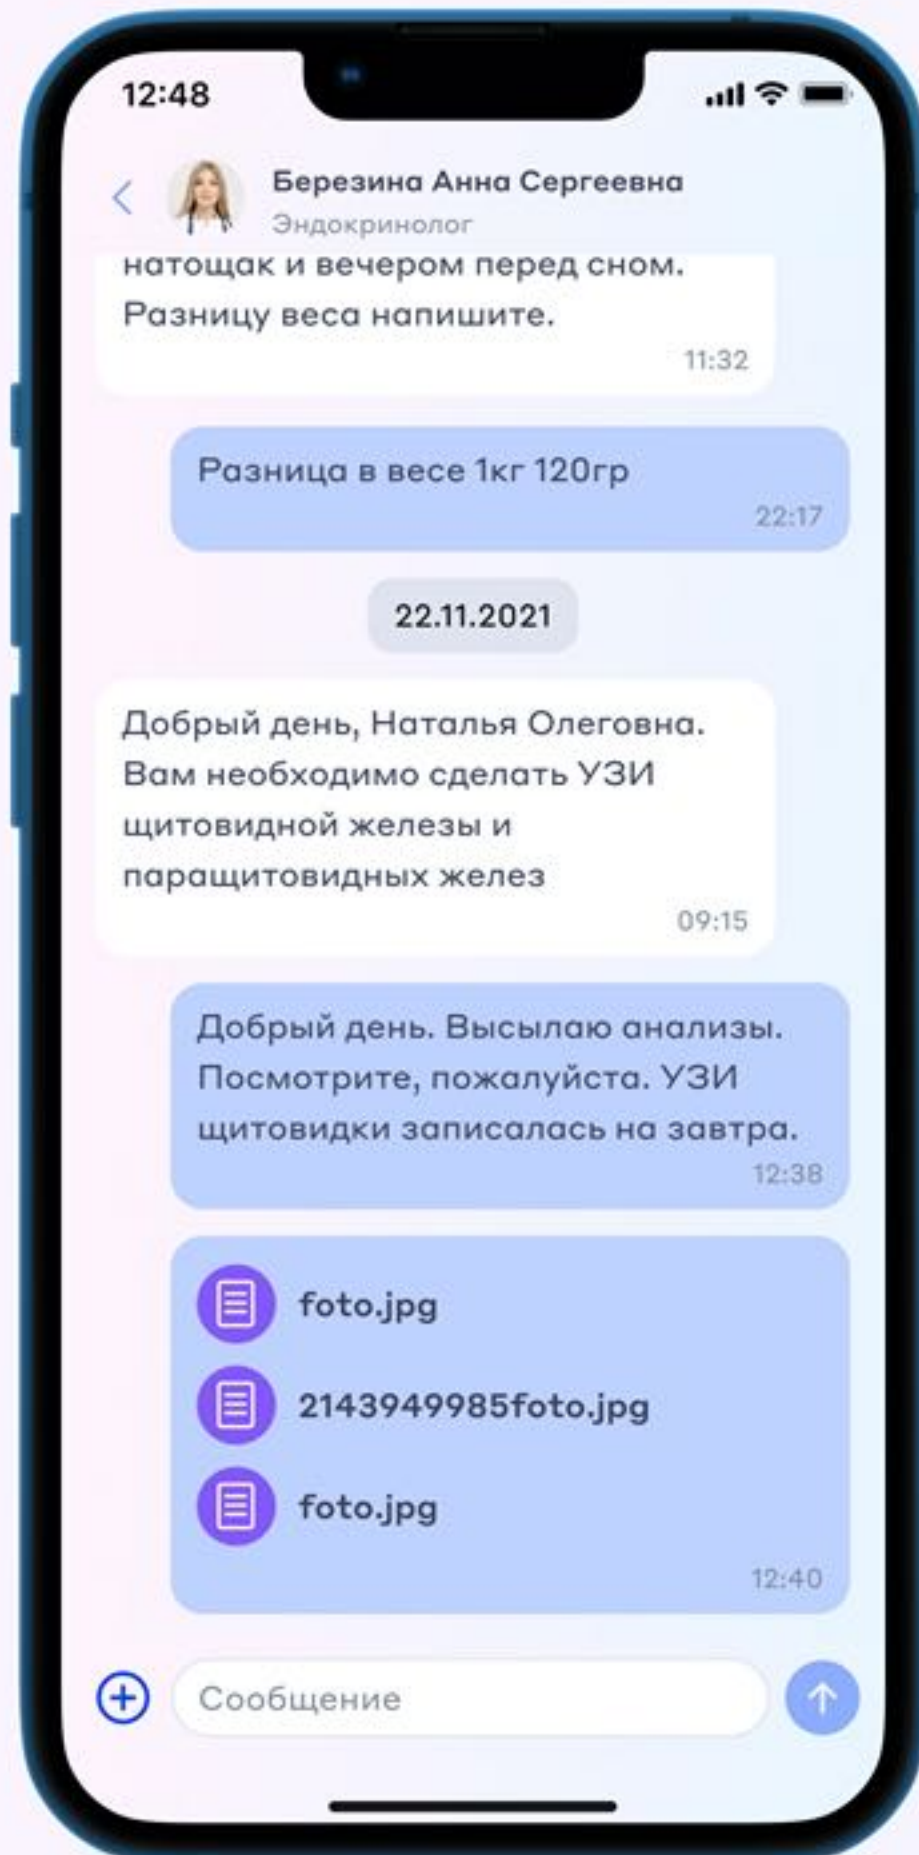 12:48
Березина Анна Сергеевна
Эндокринолог
натощак и вечером перед сном.
Разницу веса напишите.
11:32
Разница в весе 1кг 120гр
22:17
22.11.2021
Добрый день, Наталья Олеговна.
Вам необходимо сделать УЗИ
щитовидной железы и
паращитовидных желез
09:15
Добрый день. Высылаю анализы.
Посмотрите, пожалуйста. УЗИ
щитовидки записалась на завтра.
12:38
foto.jpg
2143949985foto.jpg
foto.jpg
12:40
Сообщение